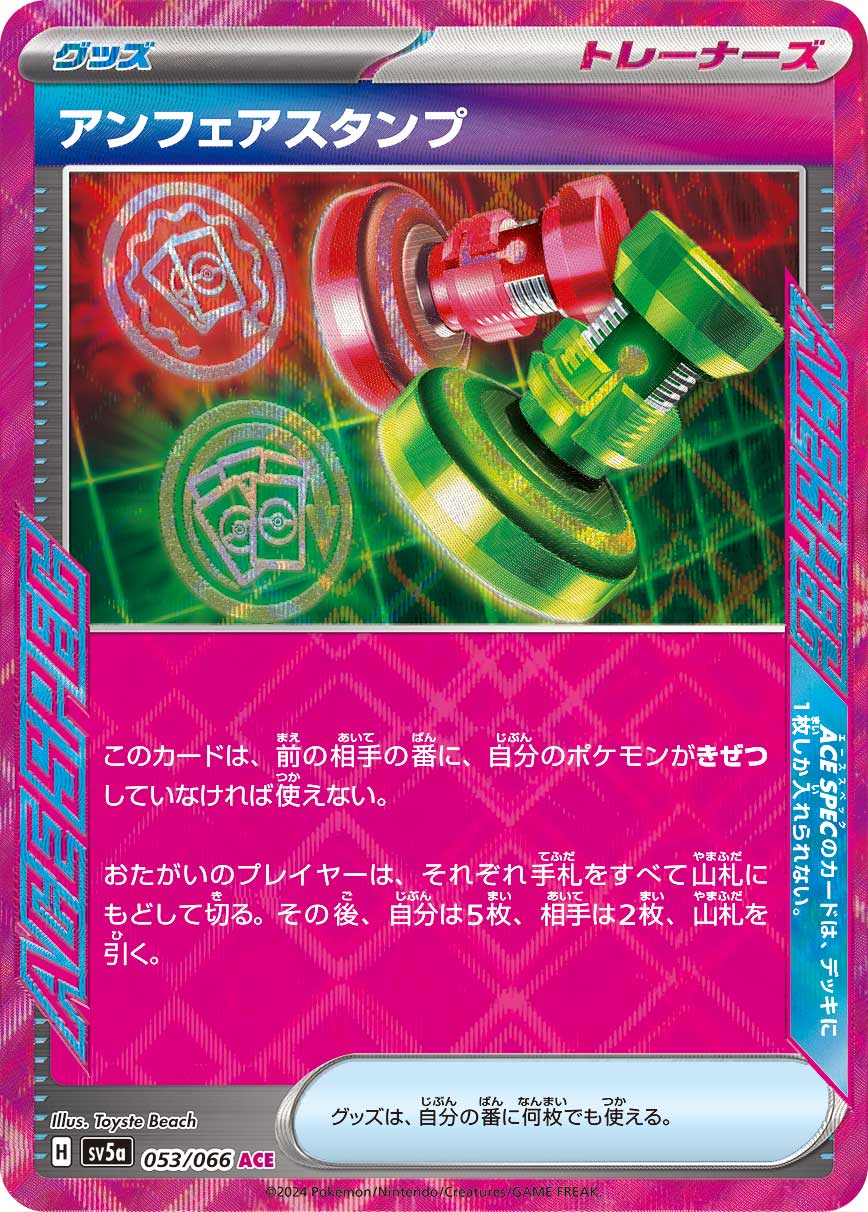 グッズ
トレーナーズ
アンフェアスタンプ
ACE SPEC
ACE SPEC
このカードは、前の相手の番に、自分のポケモンがきぜつ
していなければ使えない。
おたがいのプレイヤーは、それぞれ手札をすべて山札に
もどして切る。その後、自分は5枚、相手は2枚、山札を
引く。
ACE SPECのカードは、デッキに
1枚しか入れられない。
グッズは、自分の番に何枚でも使える。
Illus. Toyste Beach
H sv5a 053/066 ACE
©2024 Pokémon/Nintendo/Creatures/GAME FREAK